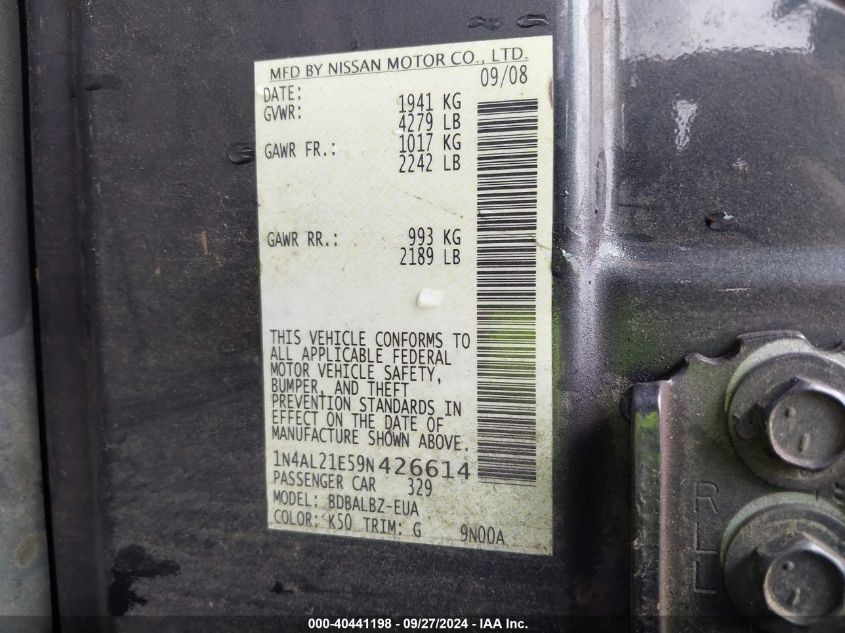 MFD BY NISSAN MOTOR CO., LTD.
DATE: 09/08
GVWR: 1941 KG
4279 LB
GAWR FR.: 1017 KG
2242 LB
GAWR RR.: 993 KG
2189 LB
THIS VEHICLE CONFORMS TO
ALL APPLICABLE FEDERAL
MOTOR VEHICLE SAFETY,
BUMPER, AND THEFT
PREVENTION STANDARDS IN
EFFECT ON THE DATE OF
MANUFACTURE SHOWN ABOVE.
1N4AL21E59N426614
PASSENGER CAR 329
MODEL: BDBALBZ-EUA
COLOR: K50 TRIM: G 9N00A
RLL
000-40441198 - 09/27/2024 - IAA Inc.